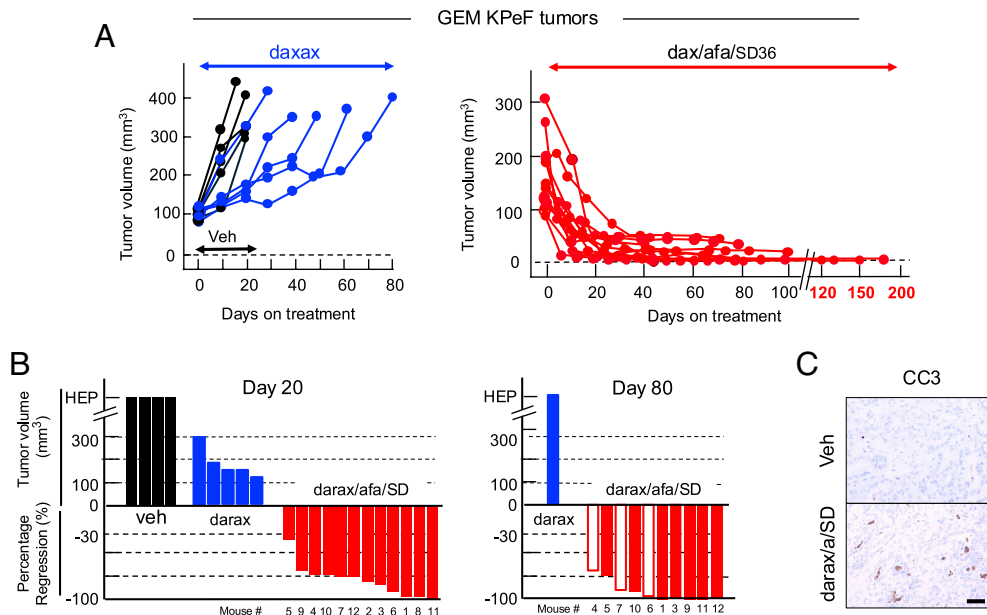 GEM KPeF tumors
A
daxax
dax/afa/SD36
Tumor volume (mm3)
400
300
200
100
0
Veh
0 20 40 60 80
Days on treatment
Tumor volume (mm3)
300
200
100
0
0 20 40 60 80 100 120 150 200
Days on treatment
B
Day 20
Tumor volume (mm3)
HEP
300
100
0
veh
darax
darax/afa/SD
Percentage Regression (%)
-30
-100
Mouse # 5 9 4 10 7 12 2 3 6 1 8 11
Day 80
HEP
300
100
0
darax
darax/afa/SD
-30
-100
Mouse # 4 5 7 10 6 1 3 9 11 12
C
CC3
Veh
darax/a/SD